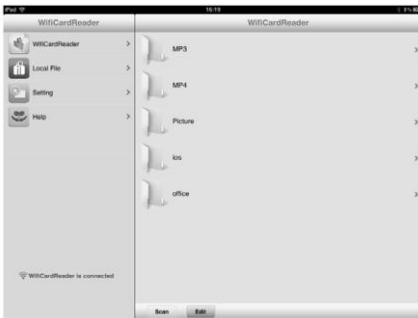 iPad
16:19
WifiCardReader
WifiCardReader
WifiCardReader
Local File
Setting
Help
WifiCardReader is connected
MP3
MP4
Picture
ios
office
Scan
Edit